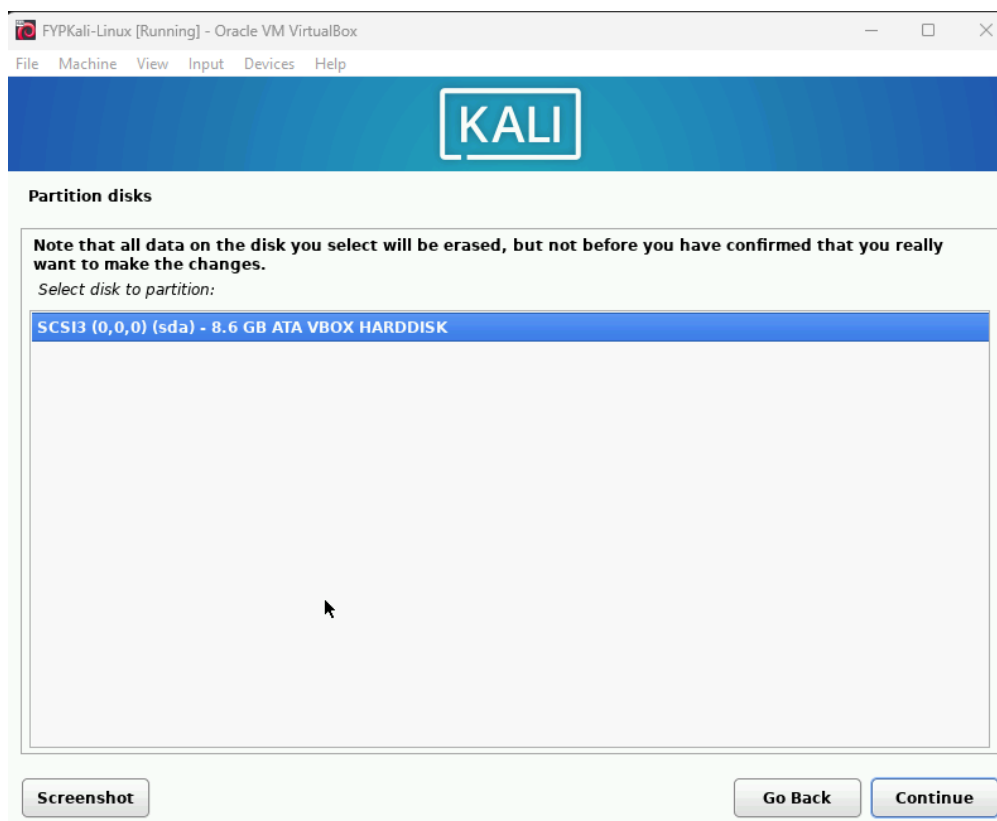 FYPKali-Linux [Running] - Oracle VM VirtualBox
File Machine View Input Devices Help
KALI
Partition disks
Note that all data on the disk you select will be erased, but not before you have confirmed that you really
want to make the changes.
Select disk to partition:
SCSI3 (0,0,0) (sda) - 8.6 GB ATA VBOX HARDDISK
Screenshot Go Back Continue